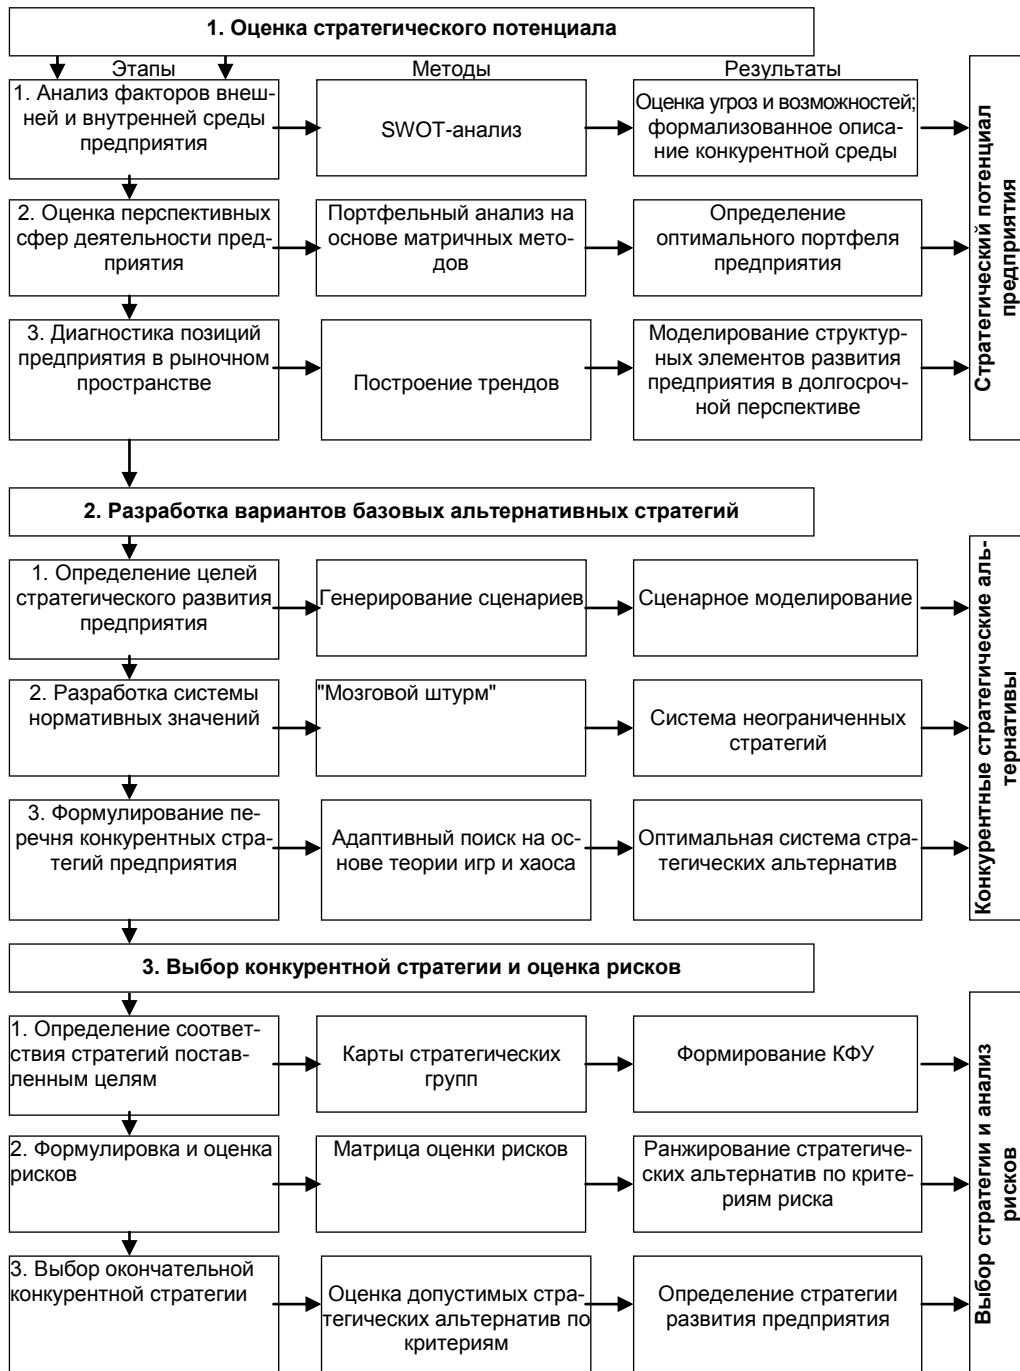 1. Оценка стратегического потенциала
Этапы
Методы
Результаты
1. Анализ факторов внеш-
ней и внутренней среды
предприятия
SWOT-анализ
Оценка угроз и возможностей;
формализованное описа-
ние конкурентной среды
2. Оценка перспективных
сфер деятельности пред-
приятия
Портфельный анализ на
основе матричных мето-
дов
Определение
оптимального портфеля
предприятия
3. Диагностика позиций
предприятия в рыночном
пространстве
Построение трендов
Моделирование структур-
ных элементов развития
предприятия в долгосроч-
ной перспективе
Стратегический потенциал
предприятия
2. Разработка вариантов базовых альтернативных стратегий
1. Определение целей
стратегического развития
предприятия
Генерирование сценариев
Сценарное моделирование
2. Разработка системы
нормативных значений
"Мозговой штурм"
Система неограниченных
стратегий
3. Формулирование пе-
речня конкурентных стра-
тегий предприятия
Адаптивный поиск на ос-
нове теории игр и хаоса
Оптимальная система стра-
тегических альтернатив
Конкурентные стратегические аль-
тернативы
3. Выбор конкурентной стратегии и оценка рисков
1. Определение соответ-
ствия стратегий постав-
ленным целям
Карты стратегических
групп
Формирование КФУ
2. Формулировка и оценка
рисков
Матрица оценки рисков
Ранжирование стратегиче-
ских альтернатив по крите-
риям риска
3. Выбор окончательной
конкурентной стратегии
Оценка допустимых стра-
тегических альтернатив по
критериям
Определение стратегии
развития предприятия
Выбор стратегии и анализ
рисков